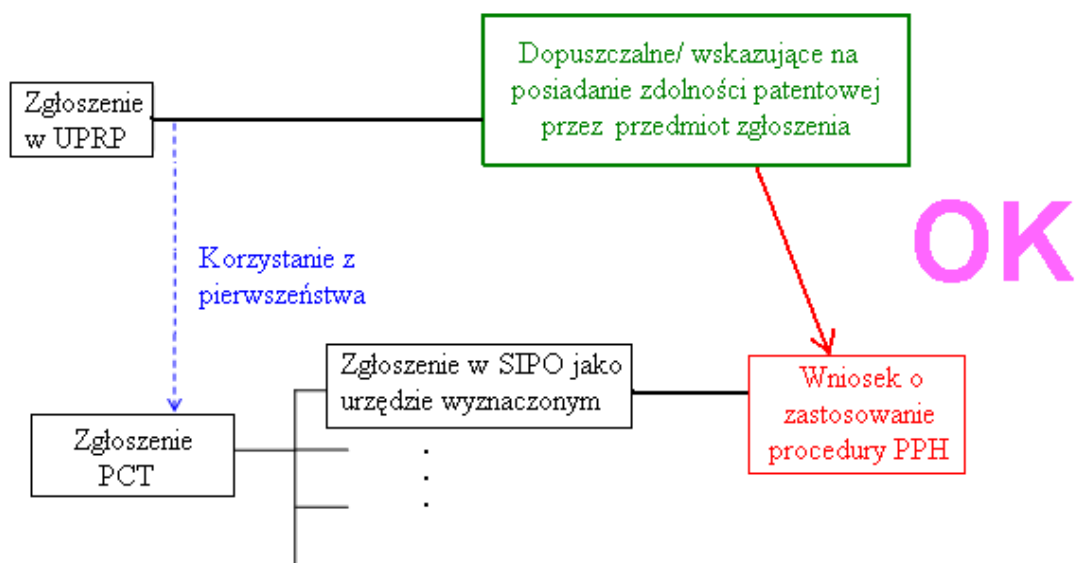 Dopuszczalne/ wskazujące na
posiadanie zdolności patentowej
przez przedmiot zgłoszenia
Zgłoszenie
w UPRP
OK
Korzystanie z
pierwszeństwa
Zgłoszenie w SIPO jako
urzędzie wyznaczonym
Wniosek o
zastosowanie
procedury PPH
Zgłoszenie
PCT